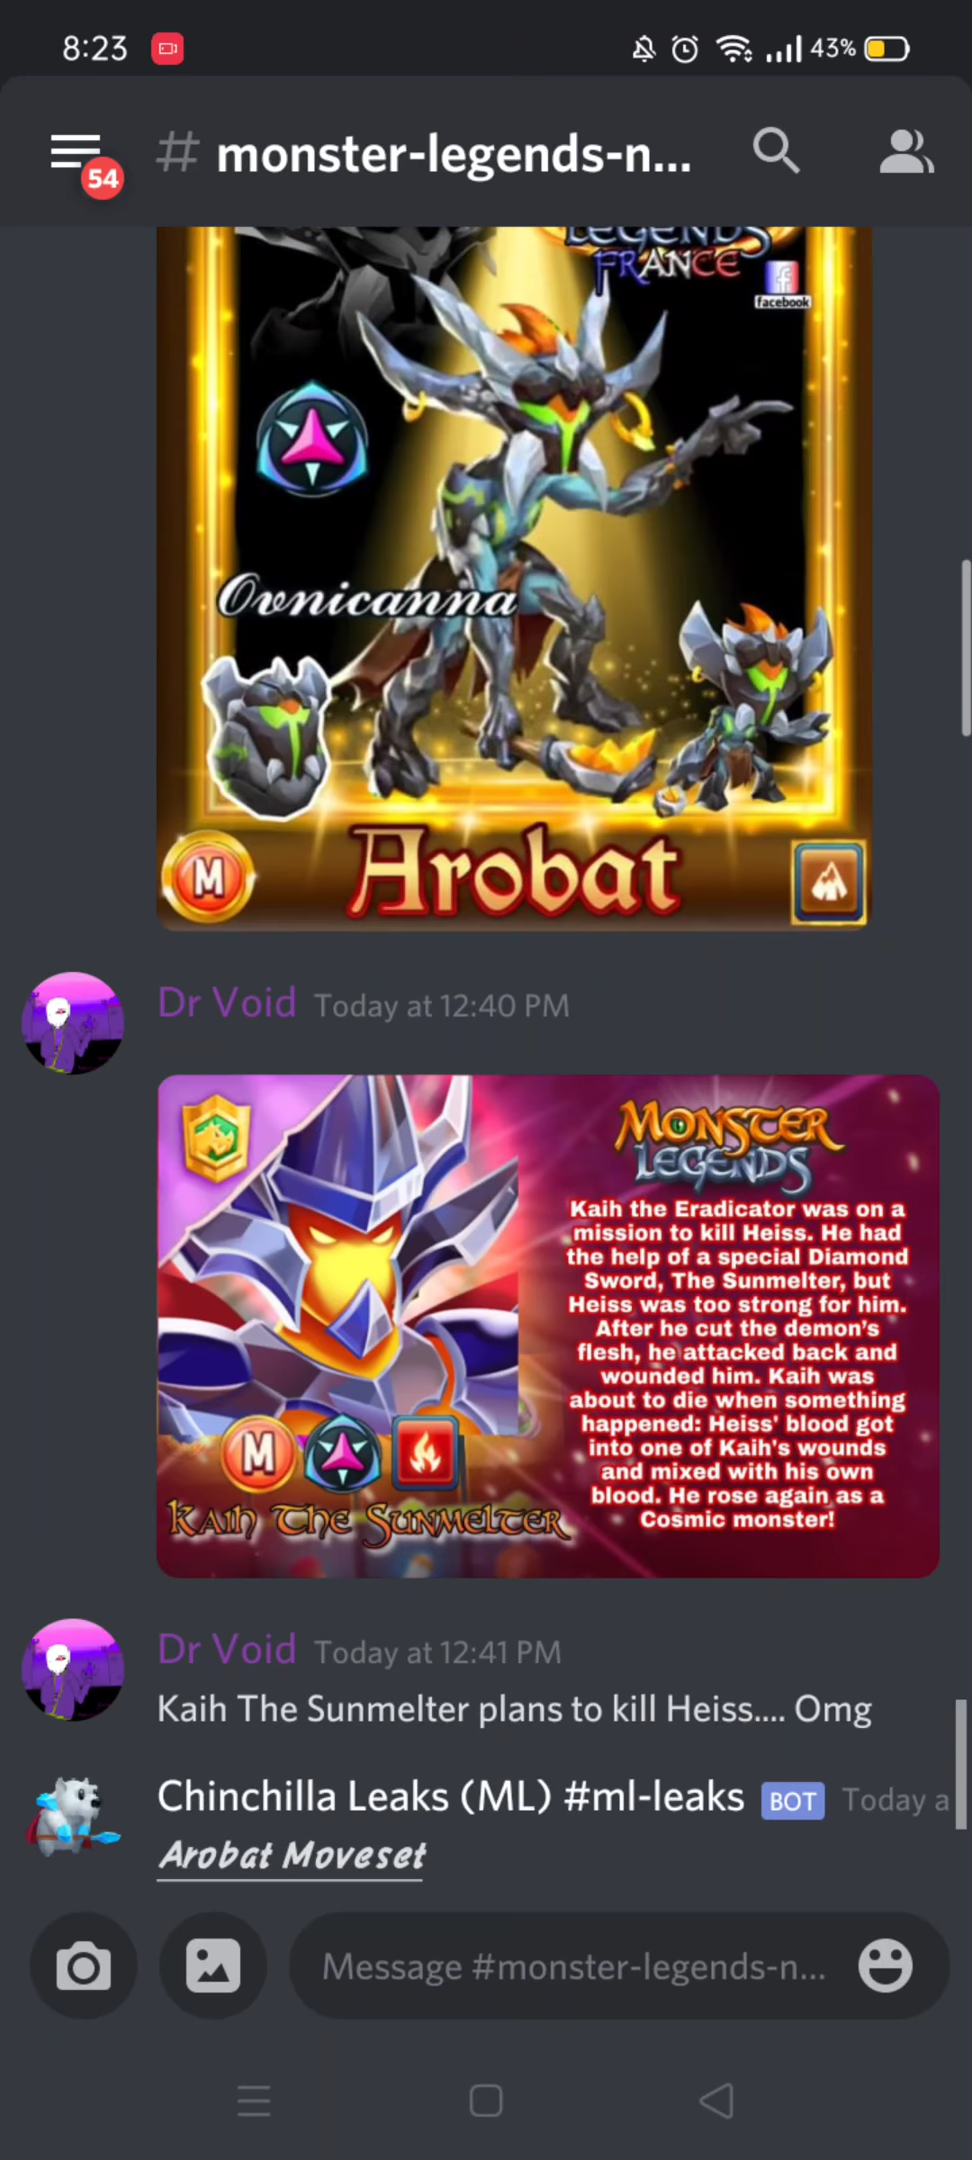 8:23
43%
54
# monster-legends-n...
LEGENDS
FRANCE
f
facebook
Ovnicanna
M
Arobat
Dr Void Today at 12:40 PM
MONSTER
LEGENDS
Kaih the Eradicator was on a
mission to kill Heiss. He had
the help of a special Diamond
Sword, The Sunmelter, but
Heiss was too strong for him.
After he cut the demon's
flesh, he attacked back and
wounded him. Kaih was
about to die when something
happened: Heiss' blood got
into one of Kaih's wounds
and mixed with his own
blood. He rose again as a
Cosmic monster!
M
Kaih The Sunmelter
Dr Void Today at 12:41 PM
Kaih The Sunmelter plans to kill Heiss.... Omg
Chinchilla Leaks (ML) #ml-leaks BOT Today a
Arobat Moveset
Message #monster-legends-n...